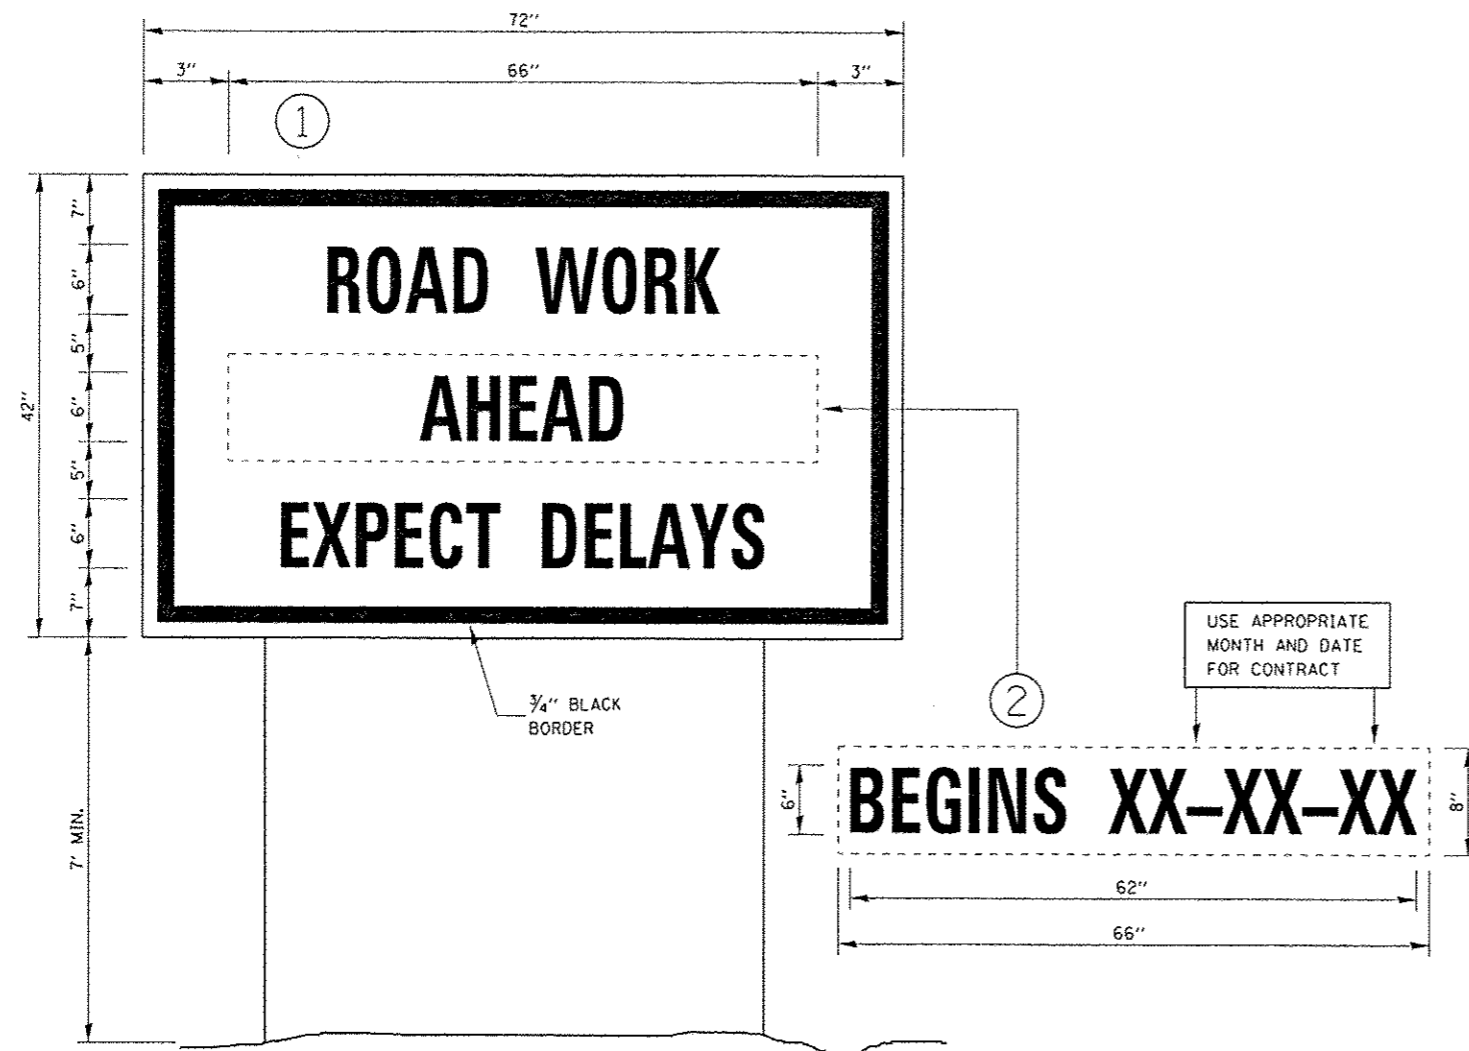 72"
3" 66" 3"
1
7"
6"
5"
6"
5"
6"
7"
42"
ROAD WORK
AHEAD
EXPECT DELAYS
3/4" BLACK
BORDER
7' MIN.
USE APPROPRIATE
MONTH AND DATE
FOR CONTRACT
2
6"
BEGINS XX-XX-XX
8"
62"
66"